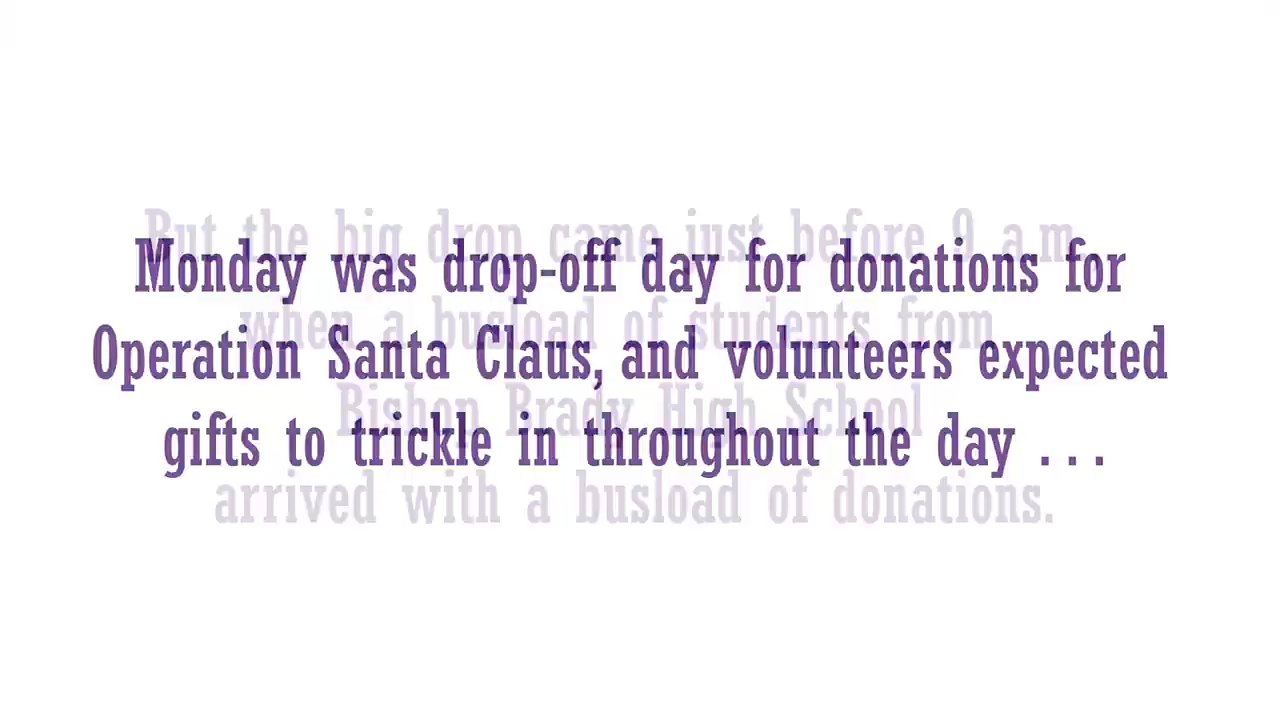 Monday was drop-off day for donations for
Operation Santa Claus, and volunteers expected
gifts to trickle in throughout the day . . .
But the big drop came just before 9 a.m.,
when a busload of students from
Bishop Brady High School
arrived with a busload of donations.